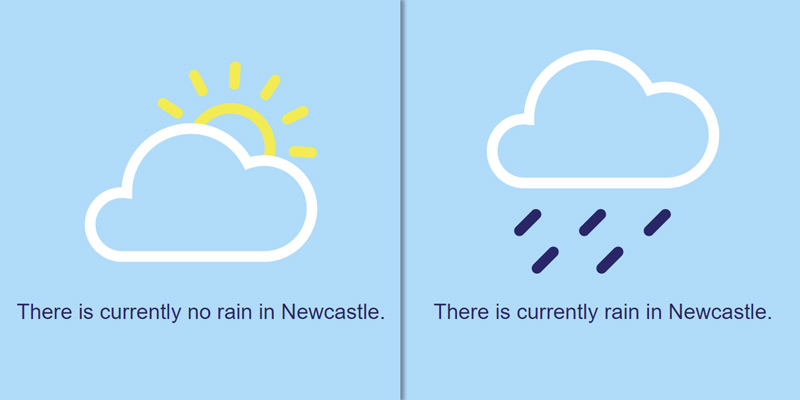 There is currently no rain in Newcastle.
There is currently rain in Newcastle.